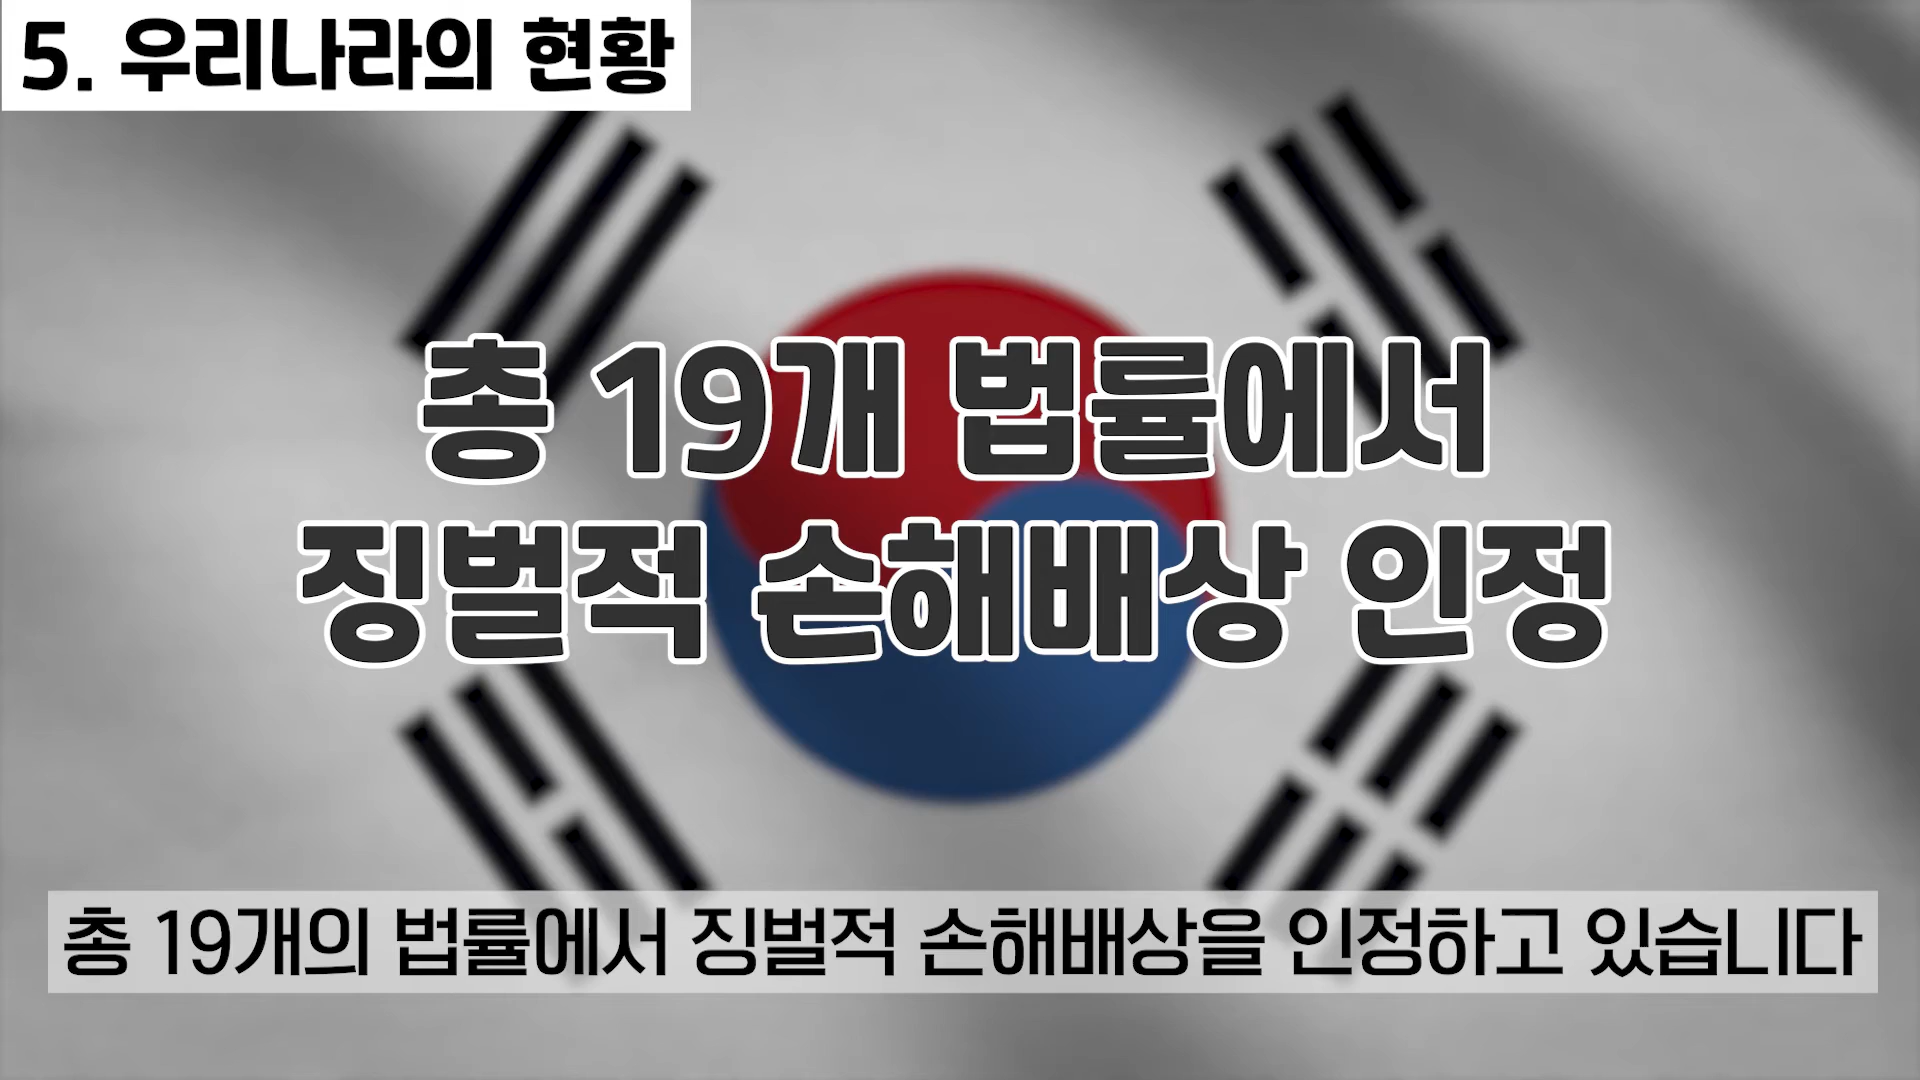 5. 우리나라의 현황
총 19개 법률에서
징벌적 손해배상 인정
총 19개의 법률에서 징벌적 손해배상을 인정하고 있습니다